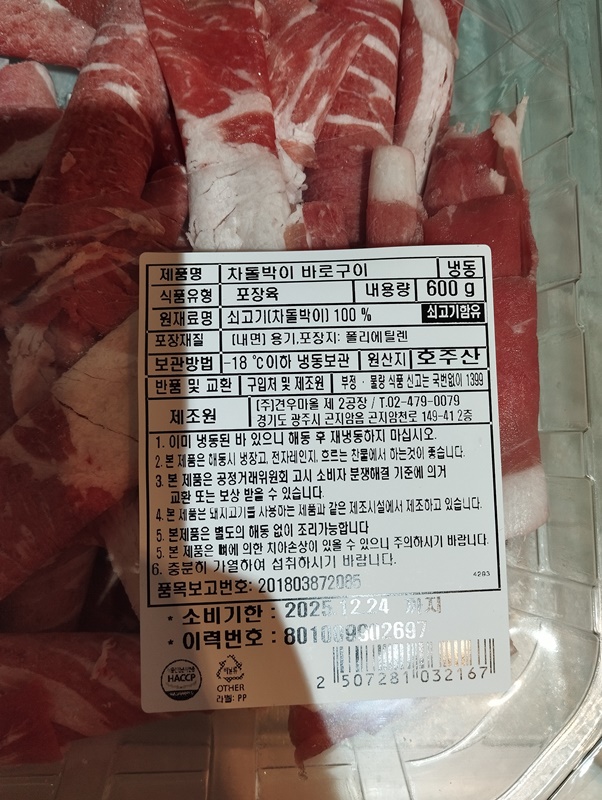 제품명 차돌박이 바로구이 냉동
식품유형 포장육 내용량 600 g
원재료명 쇠고기(차돌박이) 100 % 쇠고기함유
포장재질 [내면] 용기,포장지: 폴리에틸렌
보관방법 -18 ℃이하 냉동보관 원산지 호주산
반품 및 교환 구입처 및 제조원 부정·불량 식품 신고는 국번없이 1399
제조원 [(주)견우마을 제 2공장 / T.02-479-0079
경기도 광주시 곤지암읍 곤지암천로 149-41 2층
1. 이미 냉동된 바 있으니 해동 후 재냉동하지 마십시오.
2. 본 제품은 해동시 냉장고, 전자레인지, 흐르는 찬물에서 하는것이 좋습니다.
3. 본 제품은 공정거래위원회 고시 소비자 분쟁해결 기준에 의거
교환 또는 보상 받을 수 있습니다.
4. 본 제품은 돼지고기를 사용하는 제품과 같은 제조시설에서 제조하고 있습니다.
5. 본제품은 별도의 해동 없이 조리가능합니다
5. 본 제품은 뼈에 의한 치아손상이 있을 수 있으니 주의하시기 바랍니다.
6. 충분히 가열하여 섭취하시기 바랍니다.
4293
품목보고번호: 201803872085
* 소비기한 : 2025.12.24 까지
* 이력번호 : 801039902697
HACCP
OTHER
라벨: PP
2 507281 032167